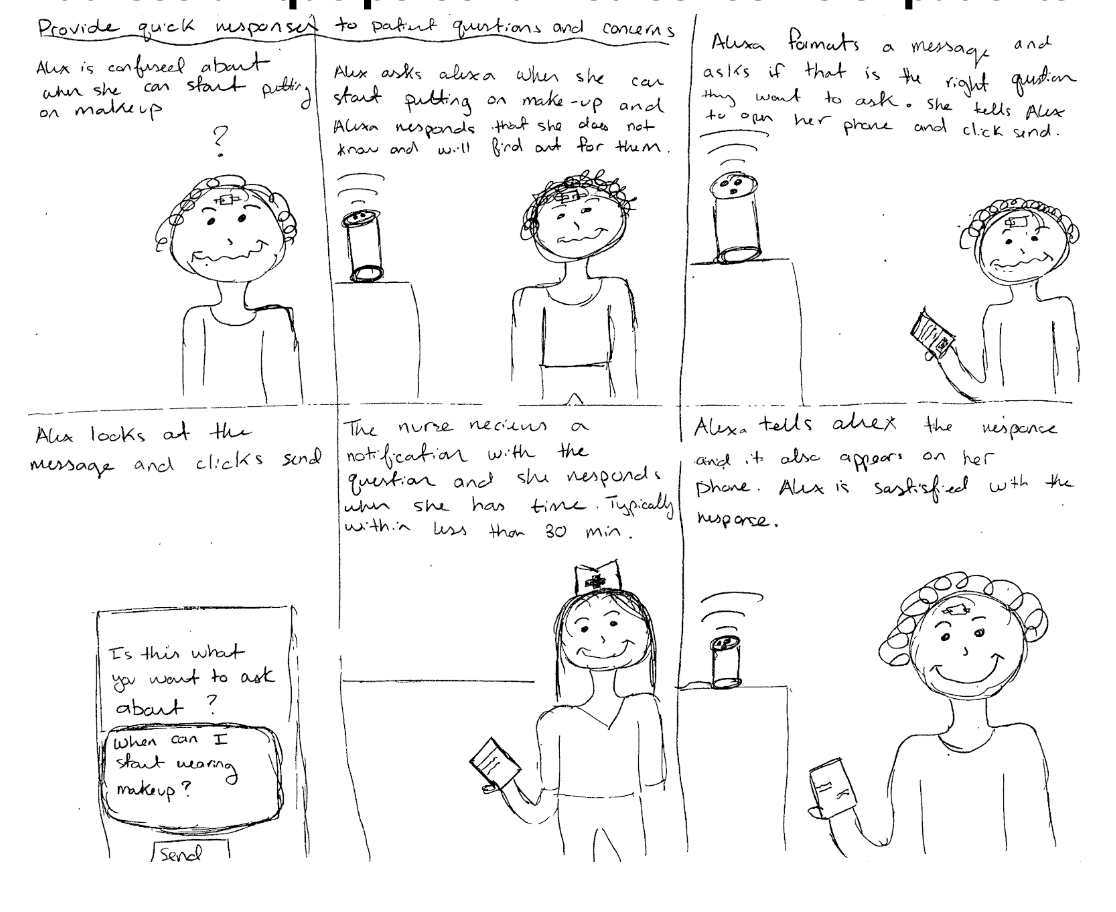 Provide quick responses to patient questions and concerns
Alex is confused about
when she can start putting
on makeup
?
Alex asks alexa when she can
start putting on make-up and
Alexa responds that she does not
know and will find out for them.
Alexa formats a message and
asks if that is the right question
they want to ask. She tells Alex
to open her phone and click send.
Alex looks at the
message and clicks send
Is this what
you want to ask
about ?
When can I
start wearing
makeup?
Send
The nurse recieves a
notification with the
question and she responds
when she has time. Typically
within less than 30 min.
Alexa tells alex the response
and it also appears on her
phone. Alex is sastisfied with the
response.